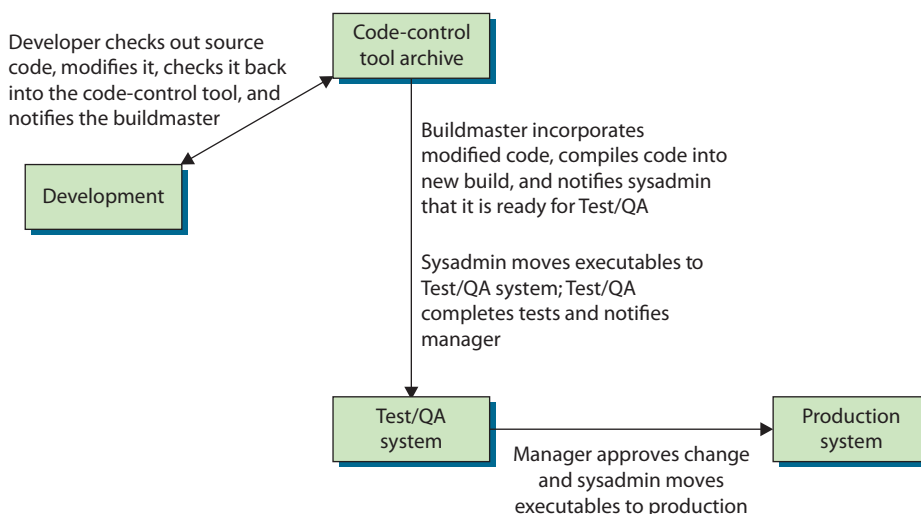 Developer checks out source
code, modifies it, checks it back
into the code-control tool, and
notifies the buildmaster
Code-control
tool archive
Development
Buildmaster incorporates
modified code, compiles code into
new build, and notifies sysadmin
that it is ready for Test/QA
Sysadmin moves executables to
Test/QA system; Test/QA
completes tests and notifies
manager
Test/QA
system
Manager approves change
and sysadmin moves
executables to production
Production
system